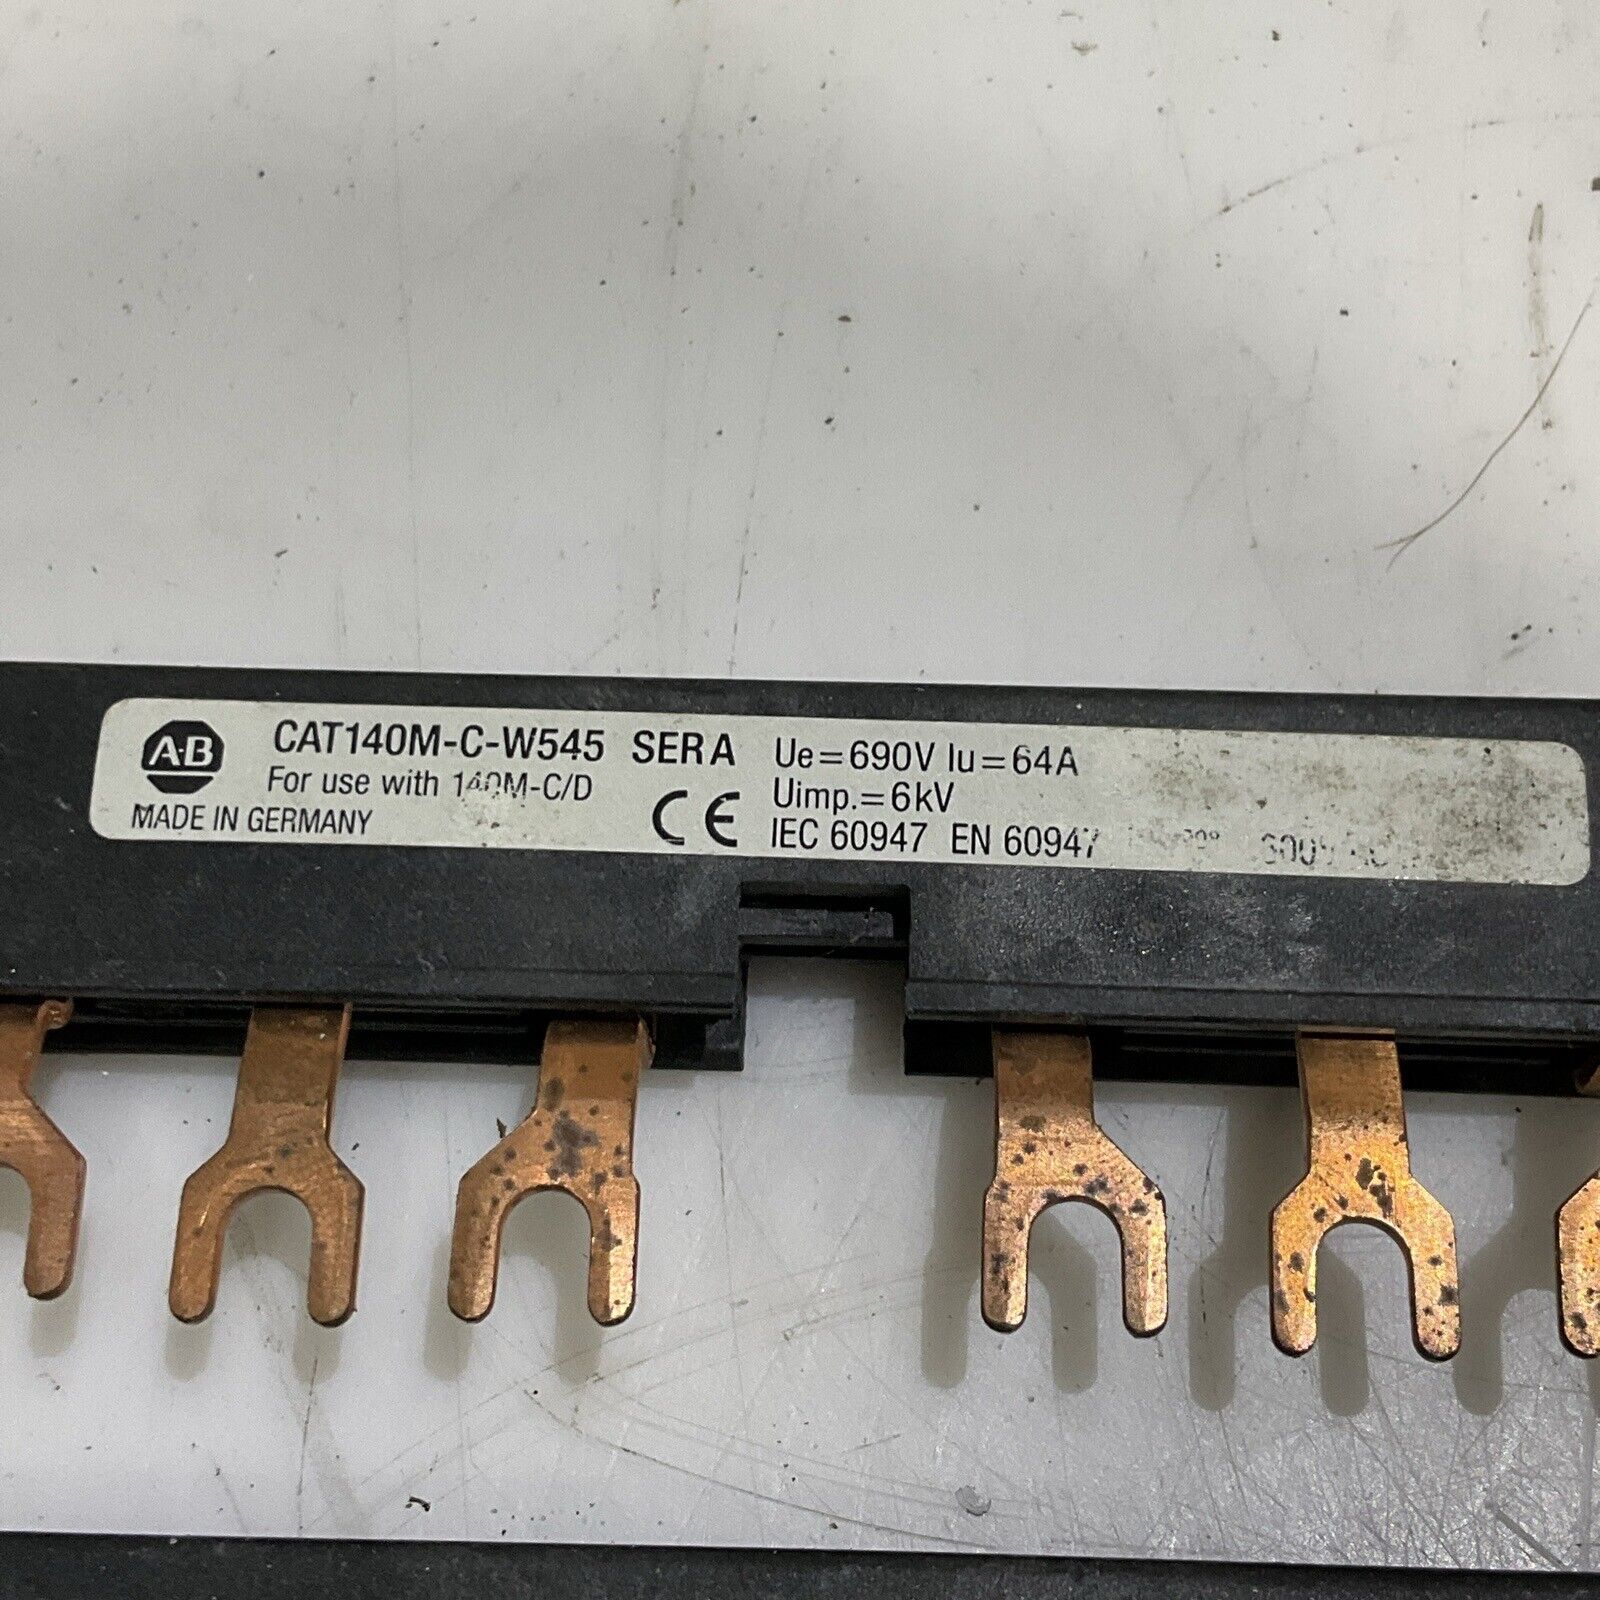 A-B
CAT140M-C-W545 SER A
For use with 140M-C/D
MADE IN GERMANY
CE
Ue=690V Iu=64A
Uimp.=6kV
IEC 60947 EN 60947